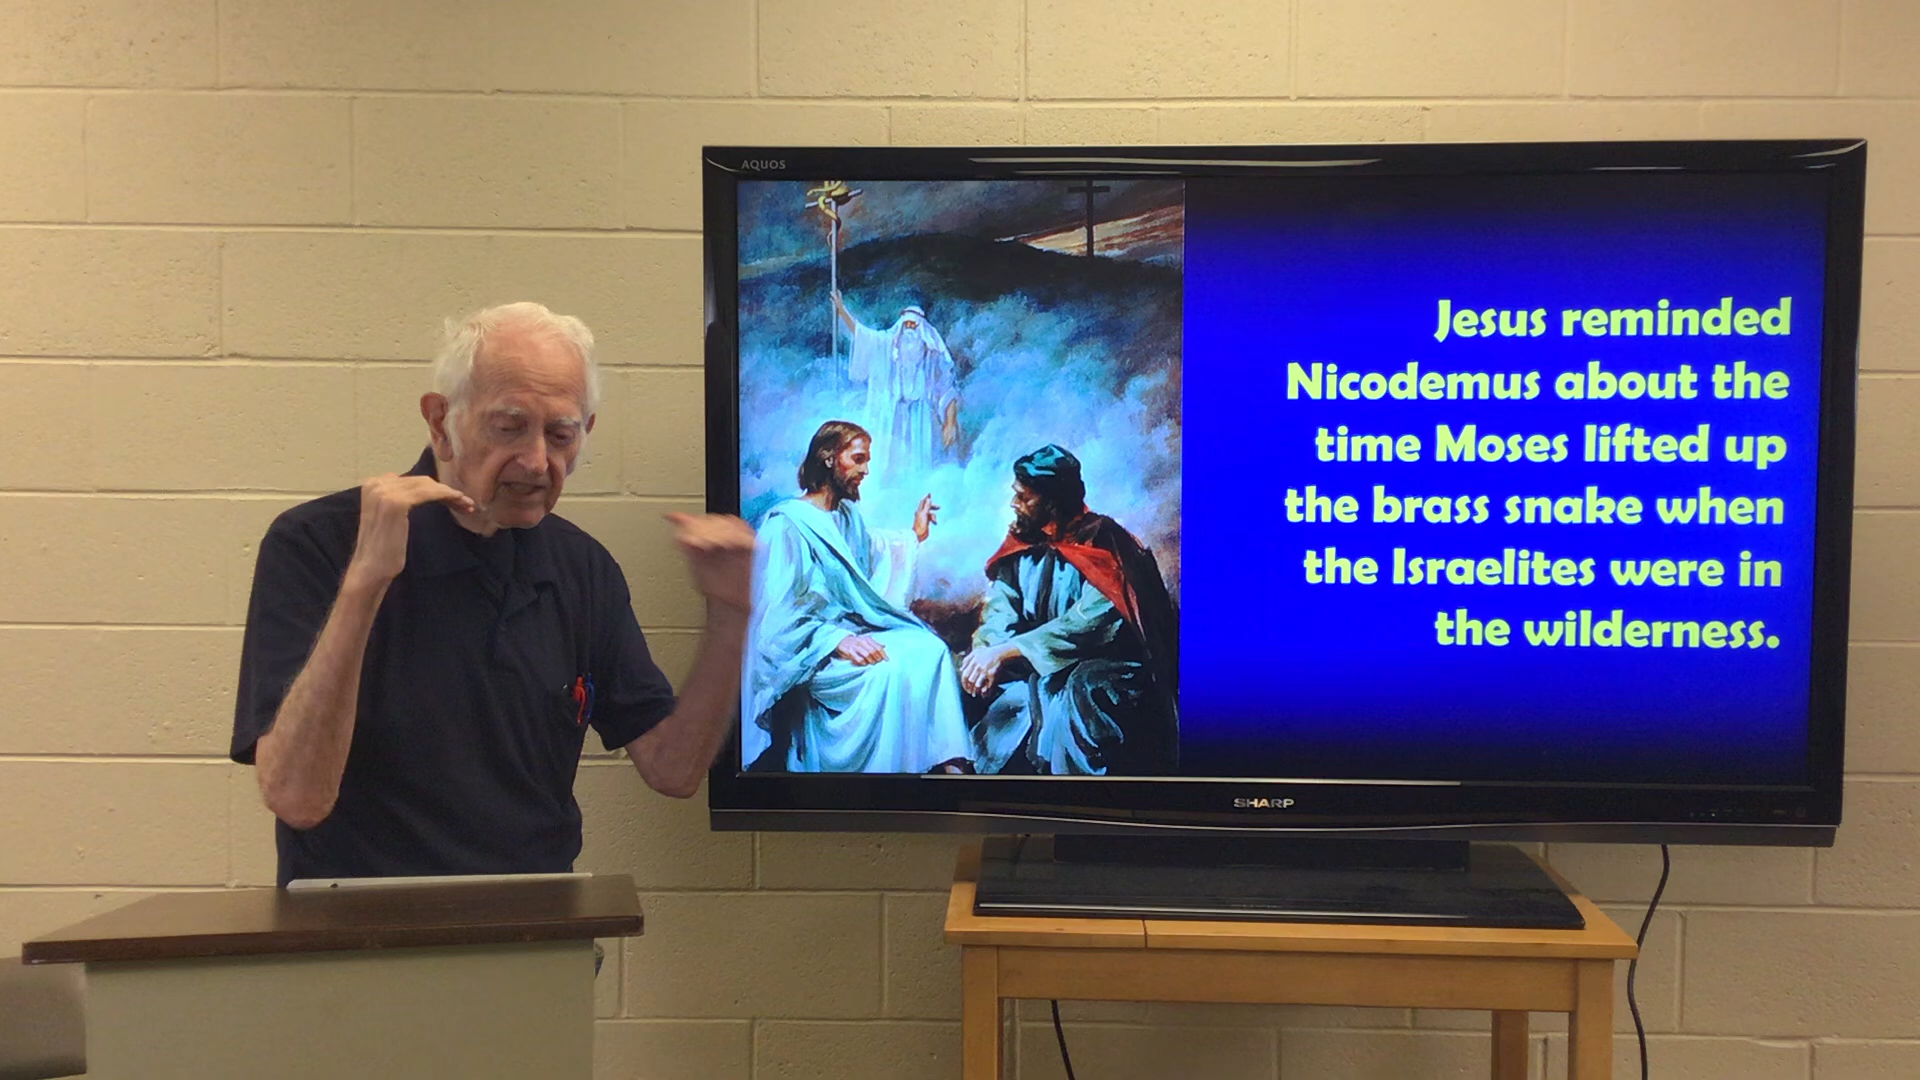 AQUOS
Jesus reminded
Nicodemus about the
time Moses lifted up
the brass snake when
the Israelites were in
the wilderness.
SHARP